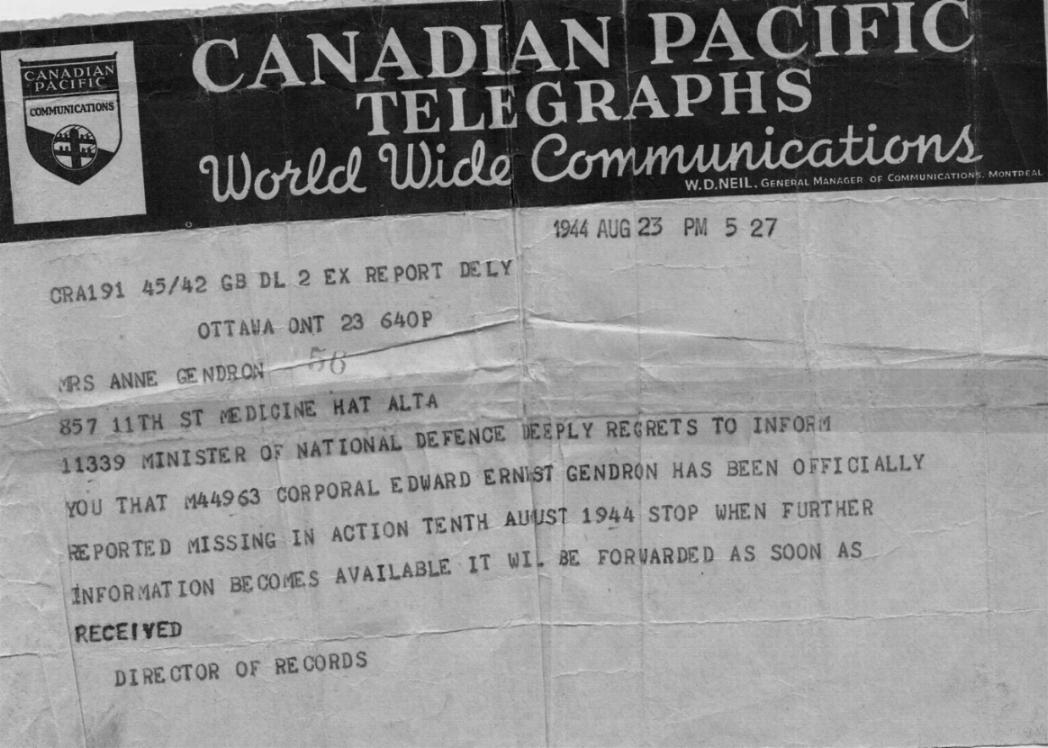 CANADIAN
PACIFIC
COMMUNICATIONS
CANADIAN PACIFIC
TELEGRAPHS
World Wide Communications
W.D.NEIL, GENERAL MANAGER OF COMMUNICATIONS, MONTREAL
1944 AUG 23 PM 5 27
CRA191 45/42 GB DL 2 EX REPORT DELY
OTTAWA ONT 23 640P
56
MRS ANNE GENDRON
857 11TH ST MEDICINE HAT ALTA
11339 MINISTER OF NATIONAL DEFENCE DEEPLY REGRETS TO INFORM
YOU THAT M44963 CORPORAL EDWARD ERNEST GENDRON HAS BEEN OFFICIALLY
REPORTED MISSING IN ACTION TENTH AUUST 1944 STOP WHEN FURTHER
INFORMATION BECOMES AVAILABLE IT WIL BE FORWARDED AS SOON AS
RECEIVED
DIRECTOR OF RECORDS